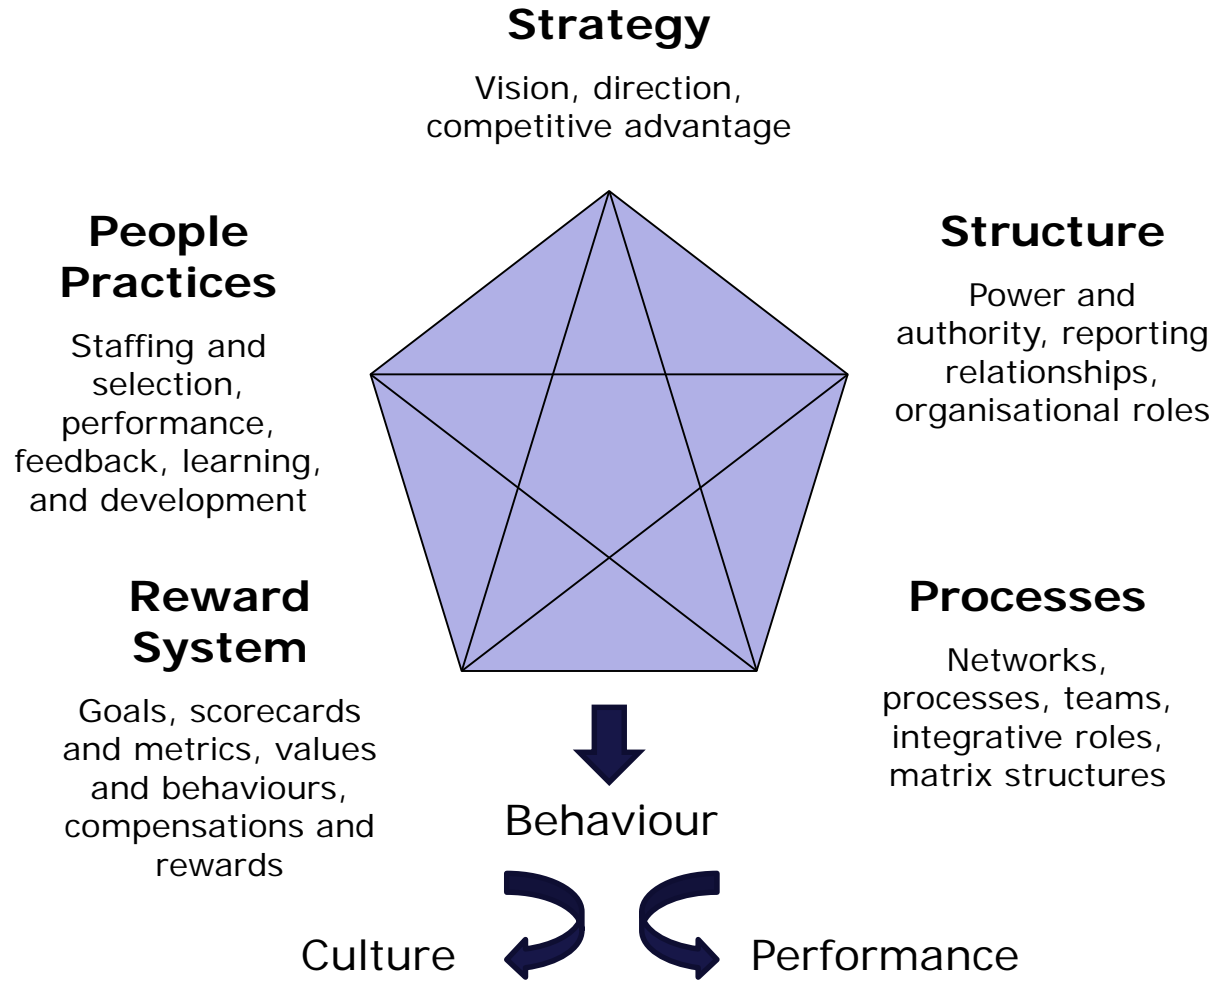 Strategy
Vision, direction,
competitive advantage
People
Practices
Staffing and
selection,
performance,
feedback, learning,
and development
Structure
Power and
authority, reporting
relationships,
organisational roles
Reward
System
Goals, scorecards
and metrics, values
and behaviours,
compensations and
rewards
Processes
Networks,
processes, teams,
integrative roles,
matrix structures
Behaviour
Culture
Performance